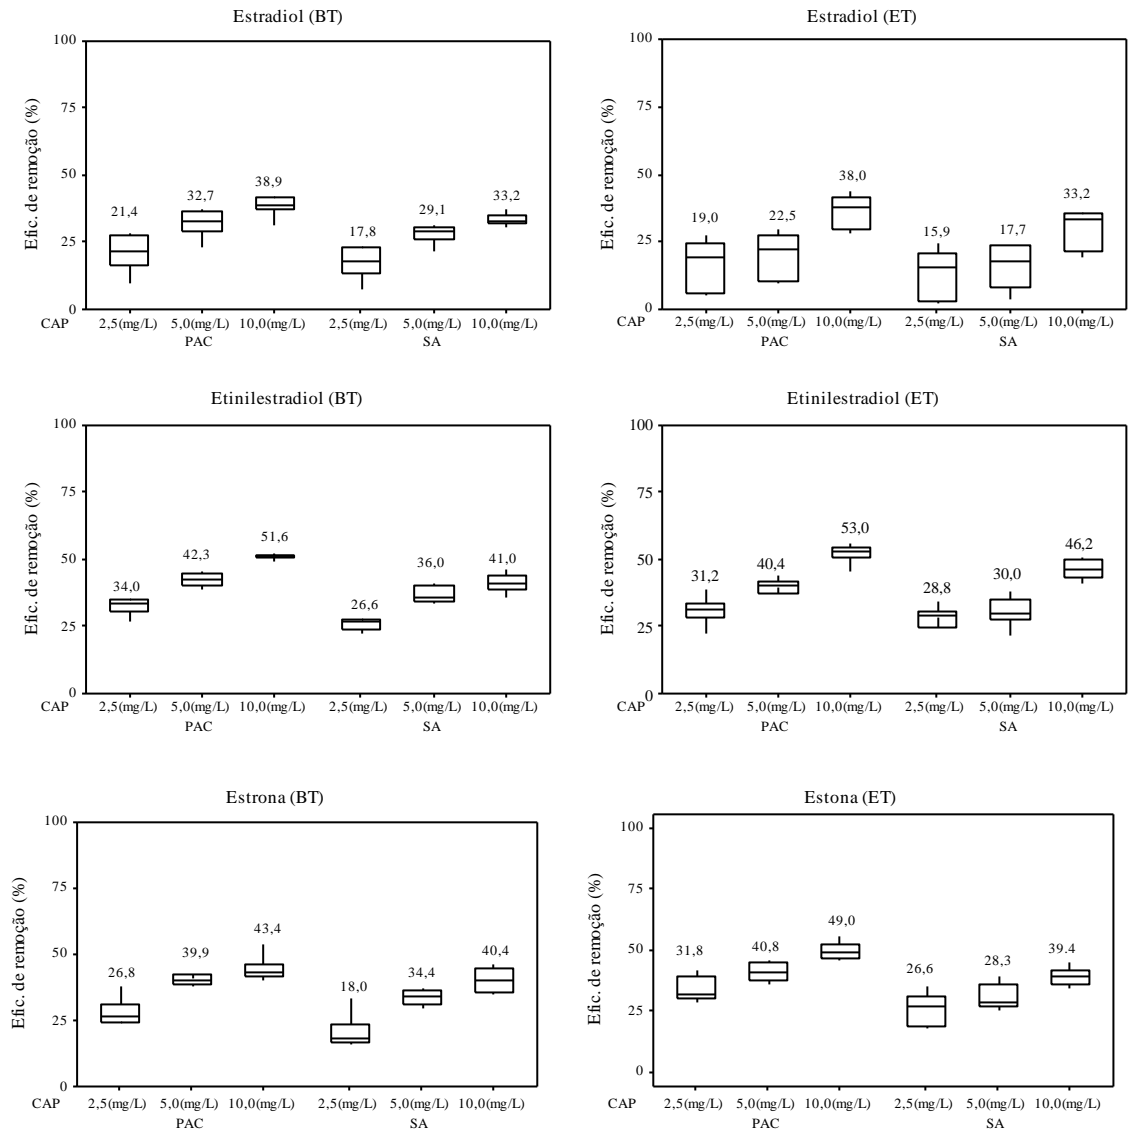 Estradiol (BT)
Efic. de remoção (%)
100
75
50
25
0
21,4
32,7
38,9
17,8
29,1
33,2
CAP 2,5(mg/L) 5,0(mg/L) 10,0(mg/L) 2,5(mg/L) 5,0(mg/L) 10,0(mg/L)
PAC SA
Estradiol (ET)
Efic. de remoção (%)
100
75
50
25
0
19,0
22,5
38,0
15,9
17,7
33,2
CAP 2,5(mg/L) 5,0(mg/L) 10,0(mg/L) 2,5(mg/L) 5,0(mg/L) 10,0(mg/L)
PAC SA
Etinilestradiol (BT)
Efic. de remoção (%)
100
75
50
25
0
34,0
42,3
51,6
26,6
36,0
41,0
CAP 2,5(mg/L) 5,0(mg/L) 10,0(mg/L) 2,5(mg/L) 5,0(mg/L) 10,0(mg/L)
PAC SA
Etinilestradiol (ET)
Efic. de remoção (%)
100
75
50
25
0
31,2
40,4
53,0
28,8
30,0
46,2
CAP 2,5(mg/L) 5,0(mg/L) 10,0(mg/L) 2,5(mg/L) 5,0(mg/L) 10,0(mg/L)
PAC SA
Estrona (BT)
Efic. de remoção (%)
100
75
50
25
0
26,8
39,9
43,4
18,0
34,4
40,4
CAP 2,5(mg/L) 5,0(mg/L) 10,0(mg/L) 2,5(mg/L) 5,0(mg/L) 10,0(mg/L)
PAC SA
Estona (ET)
Efic. de remoção (%)
100
75
50
25
0
31,8
40,8
49,0
26,6
28,3
39.4
CAP 2,5(mg/L) 5,0(mg/L) 10,0(mg/L) 2,5(mg/L) 5,0(mg/L) 10,0(mg/L)
PAC SA